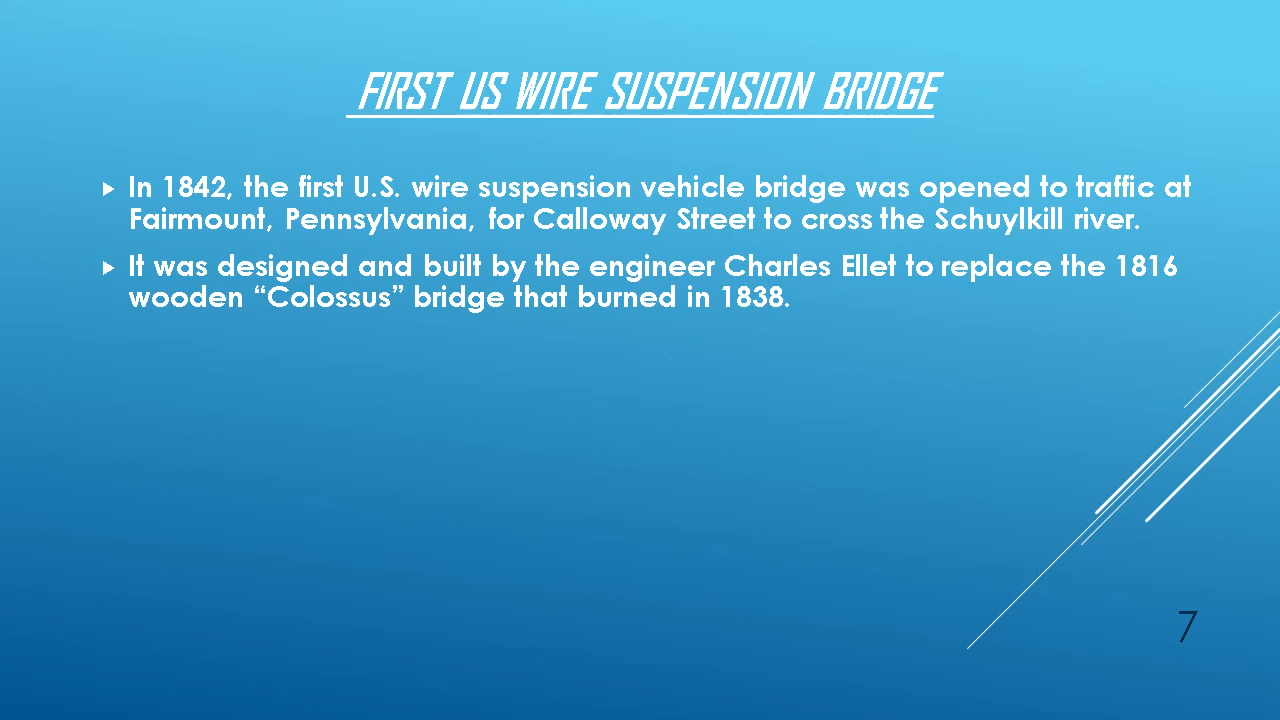 FIRST US WIRE SUSPENSION BRIDGE
In 1842, the first U.S. wire suspension vehicle bridge was opened to traffic at
Fairmount, Pennsylvania, for Calloway Street to cross the Schuylkill river.
It was designed and built by the engineer Charles Ellet to replace the 1816
wooden “Colossus” bridge that burned in 1838.
7